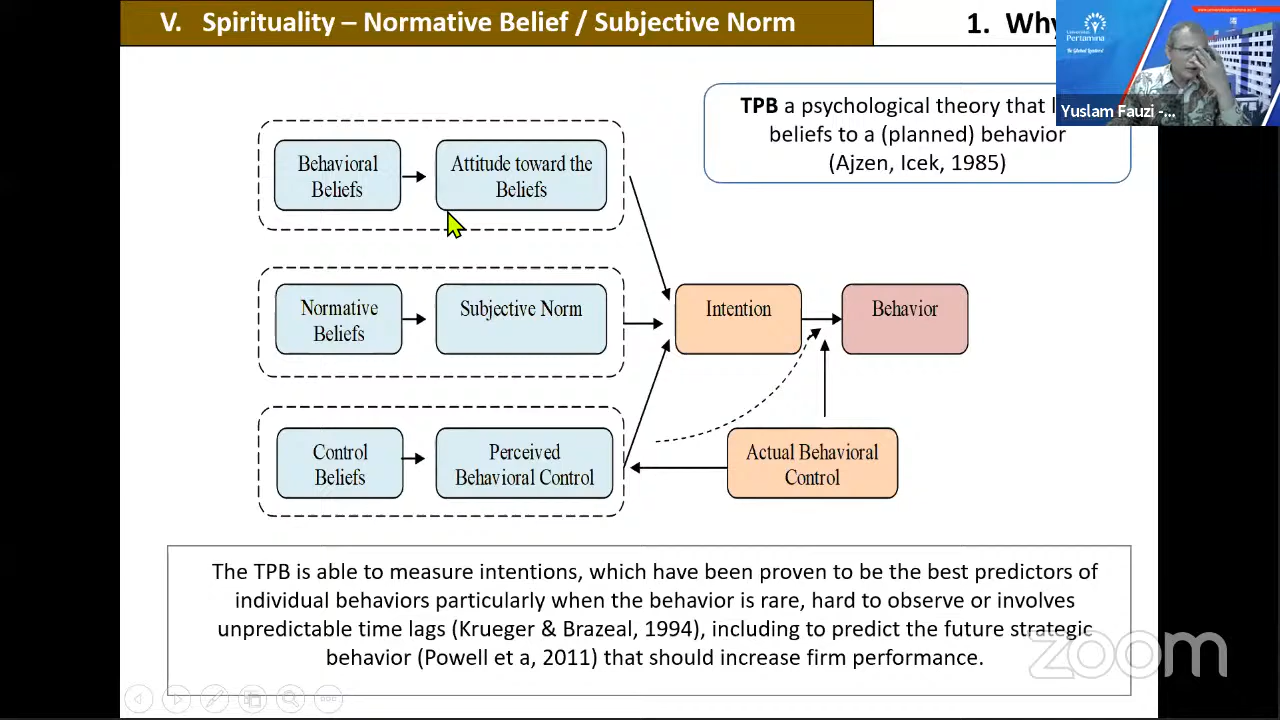 V. Spirituality – Normative Belief / Subjective Norm
1. Why
Universitas
Pertamina
Yuslam Fauzi -...
TPB a psychological theory that
beliefs to a (planned) behavior
(Ajzen, Icek, 1985)
Behavioral
Beliefs
Attitude toward the
Beliefs
Normative
Beliefs
Subjective Norm
Intention
Behavior
Control
Beliefs
Perceived
Behavioral Control
Actual Behavioral
Control
The TPB is able to measure intentions, which have been proven to be the best predictors of
individual behaviors particularly when the behavior is rare, hard to observe or involves
unpredictable time lags (Krueger & Brazeal, 1994), including to predict the future strategic
behavior (Powell et a, 2011) that should increase firm performance.
zoom